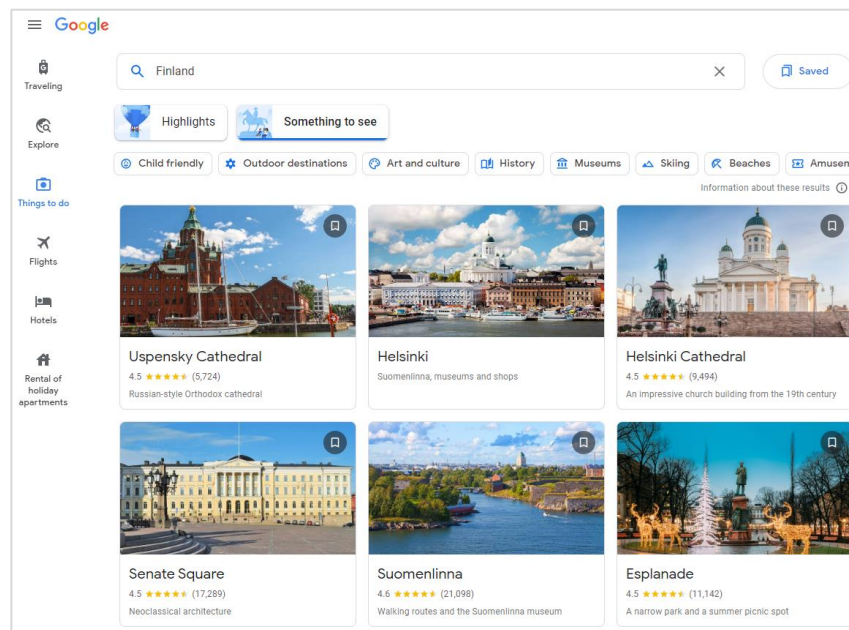 Google
Traveling
Explore
Things to do
Flights
Hotels
Rental of
holiday
apartments
Finland
Saved
Highlights
Something to see
Child friendly
Outdoor destinations
Art and culture
History
Museums
Skiing
Beaches
Amusem
Information about these results
Uspensky Cathedral
4.5 (5,724)
Russian-style Orthodox cathedral
Helsinki
Suomenlinna, museums and shops
Helsinki Cathedral
4.5 (9,494)
An impressive church building from the 19th century
Senate Square
4.5 (17,289)
Neoclassical architecture
Suomenlinna
4.6 (21,098)
Walking routes and the Suomenlinna museum
Esplanade
4.5 (11,142)
A narrow park and a summer picnic spot